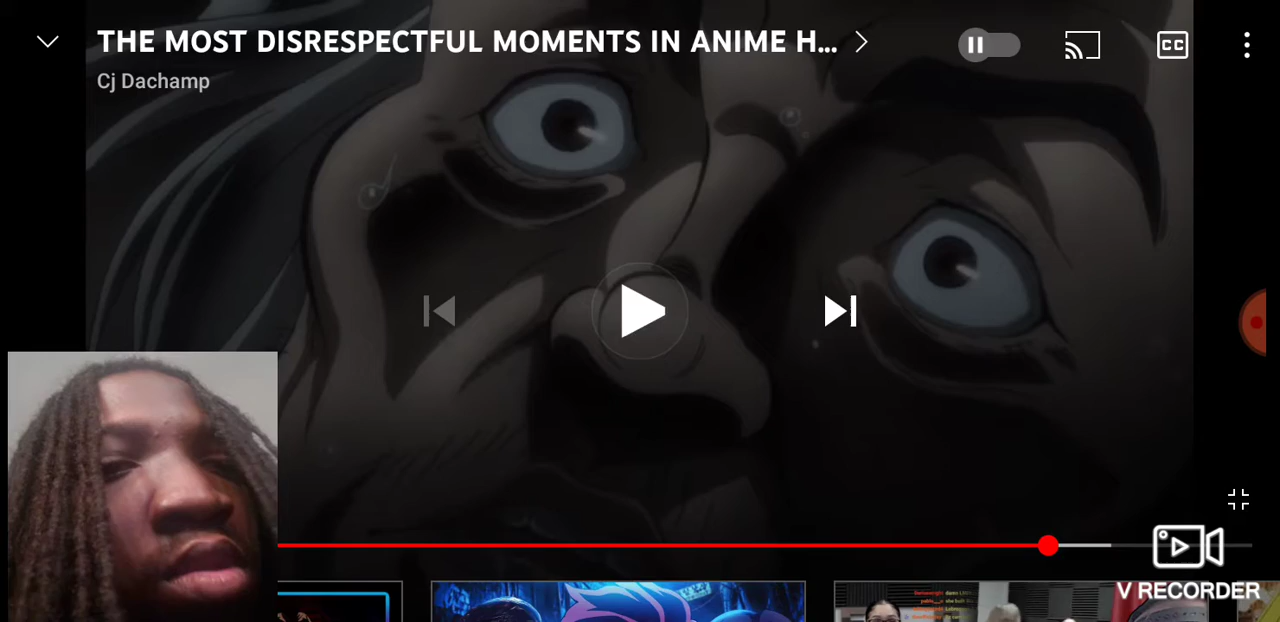 THE MOST DISRESPECTFUL MOMENTS IN ANIME H...
CC
Cj Dachamp
V RECORDER